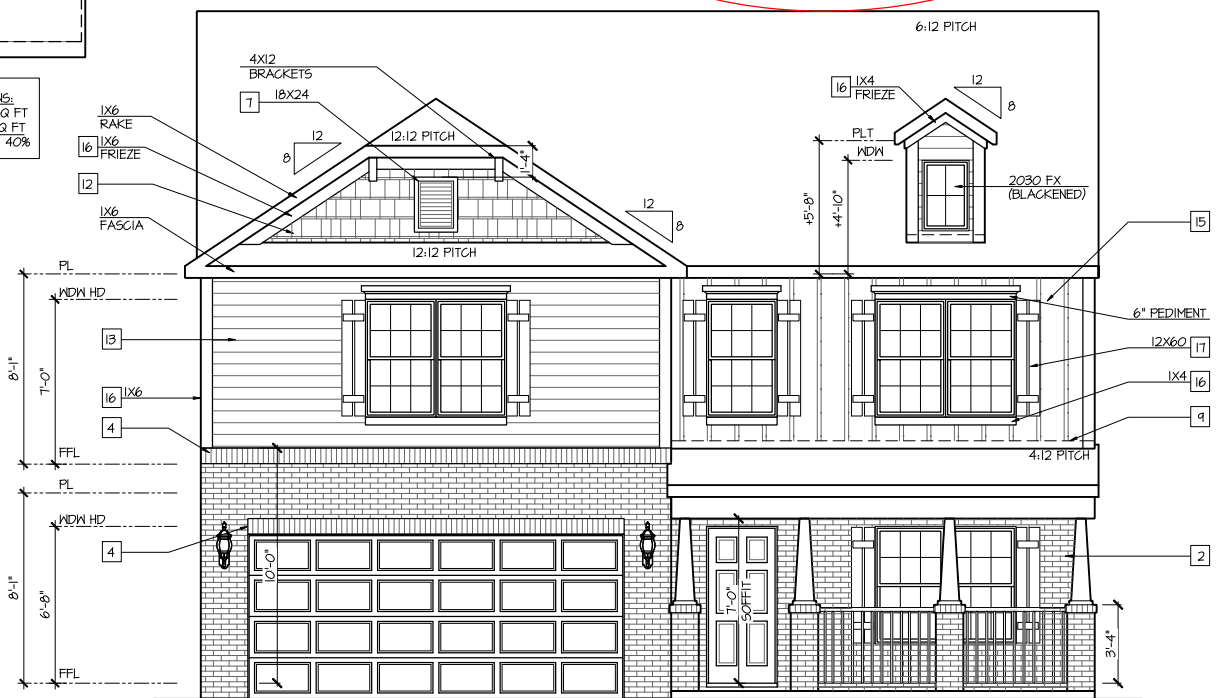 6:12 PITCH
NS:
Q FT
Q FT
40%
4X12
BRACKETS
7
18X24
1X6
RAKE
16
1X6
FRIEZE
12
8
12:12 PITCH
1'-4"
12
1X6
FASCIA
12
8
12:12 PITCH
16
1X4
FRIEZE
12
8
PLT
WDW
2030 FX
(BLACKENED)
+5'-8"
+4'-10"
15
PL
WDW HD
13
8'-1"
7'-0"
16
1X6
4
FFL
6" PEDIMENT
12X60
17
1X4
16
9
4:12 PITCH
PL
WDW HD
4
8'-1"
6'-8"
FFL
10'-0"
7'-0"
SOFFIT
2
3'-4"